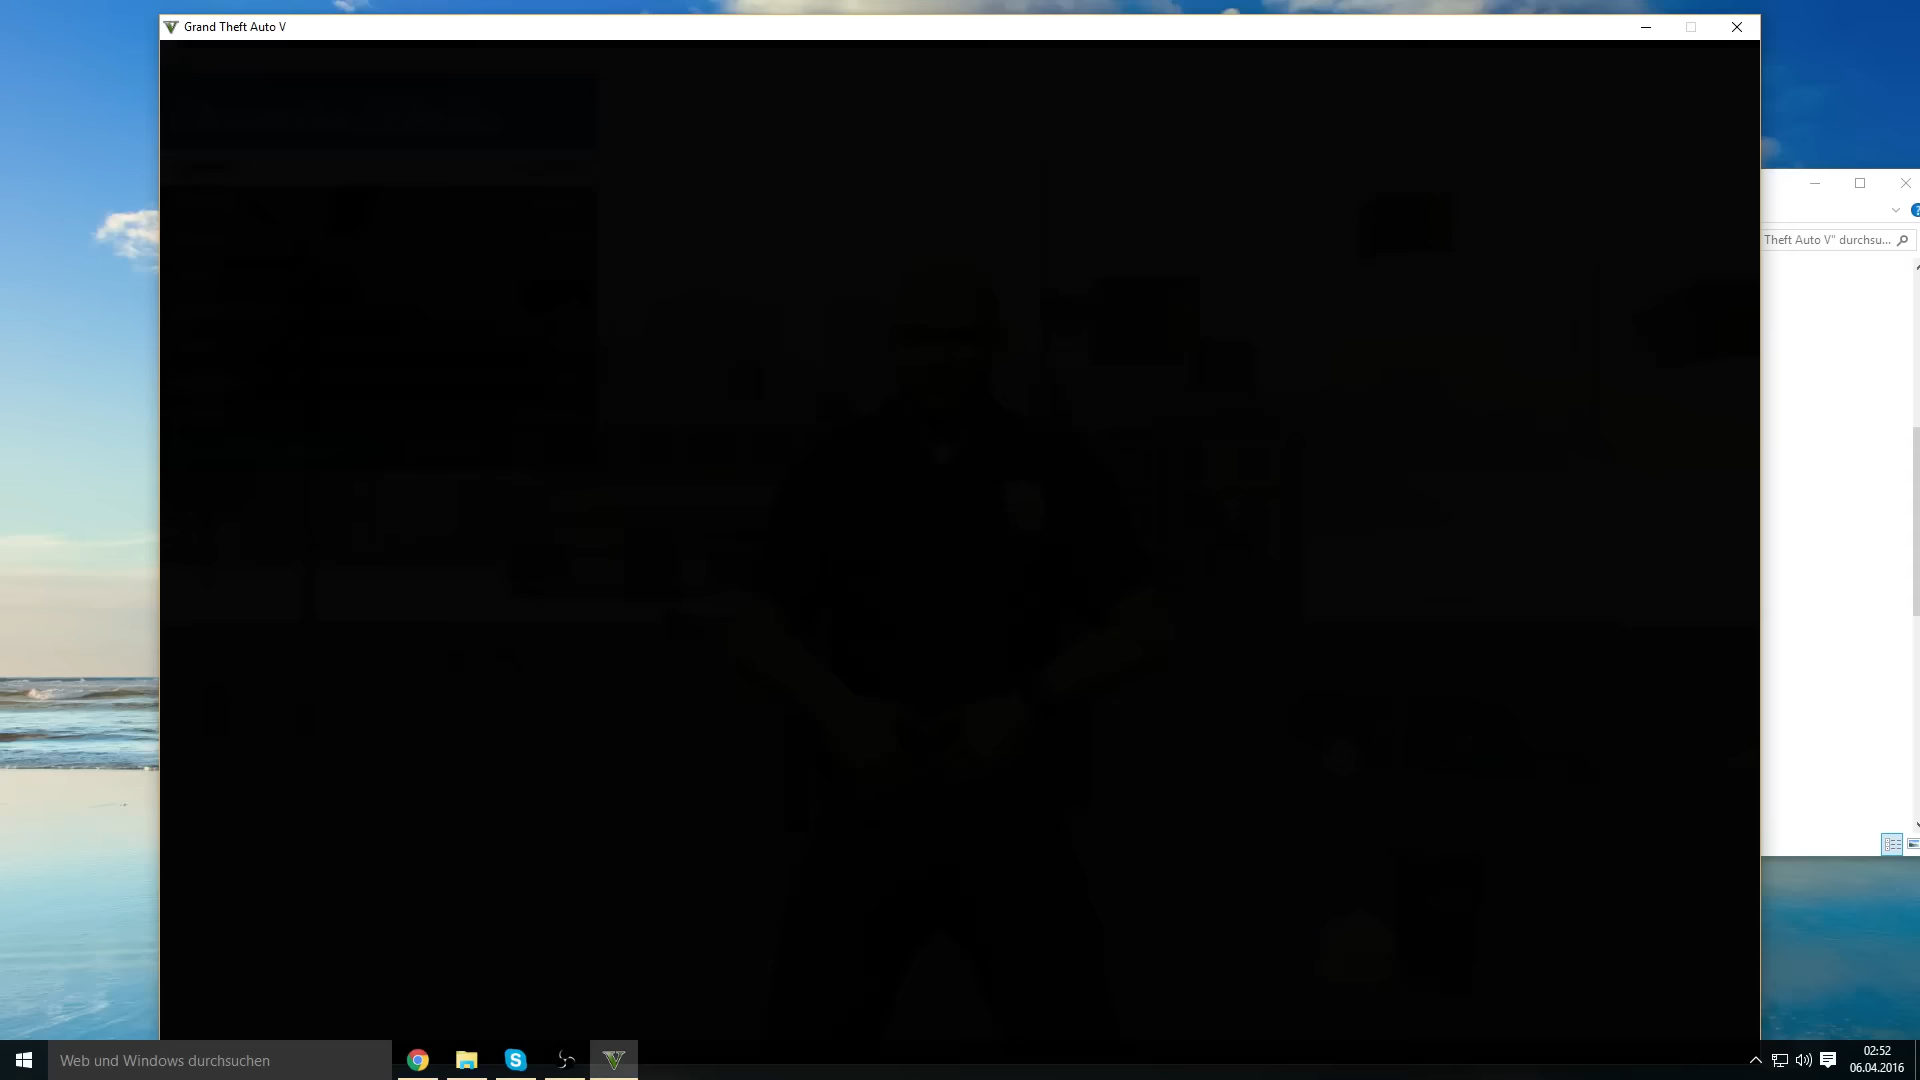 Grand Theft Auto V
Theft Auto V" durchsu...
Web und Windows durchsuchen
02:52
06.04.2016